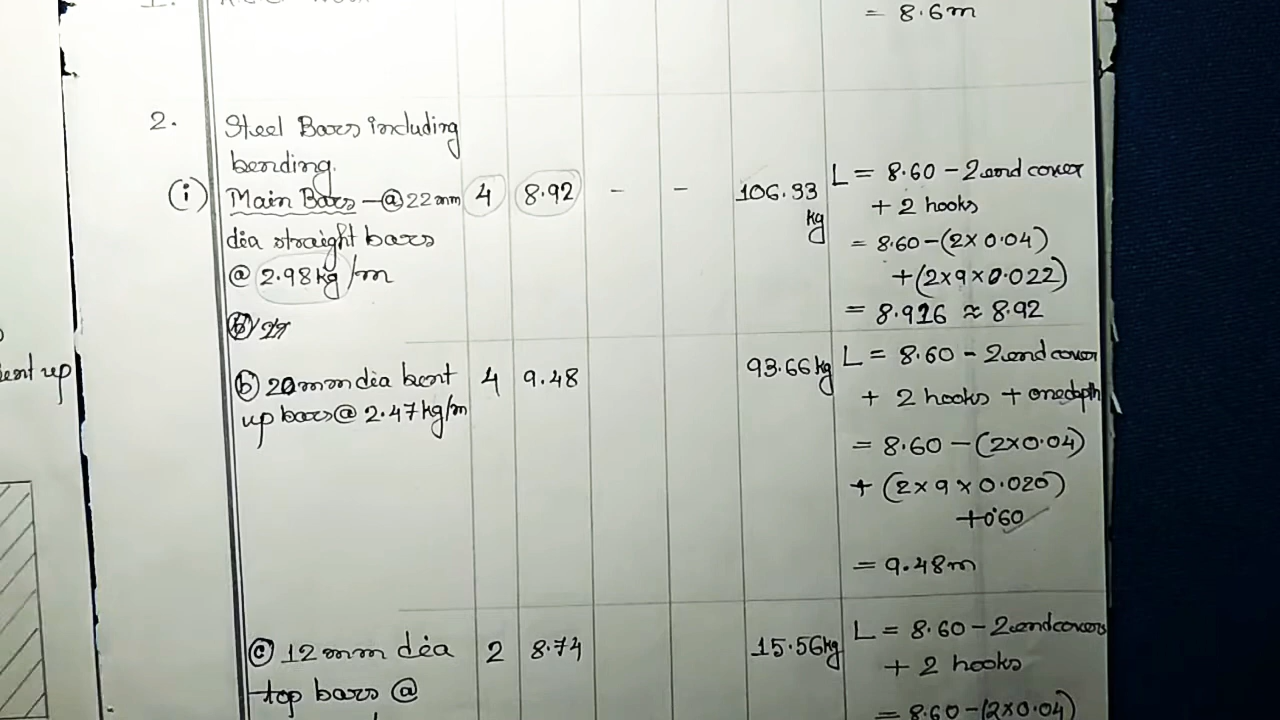 = 8.6m
2. Steel Bars including
bending.
(i) Main Bars - @ 22mm 4 8.92 - - 106.33 L = 8.60 - 2 end cover
kg + 2 hooks
dia straight bars = 8.60-(2×0.04)
@ 2.98kg/m +(2×9×0.022)
= 8.916 ≈ 8.92
(b) 20mm dia bent 4 9.48 93.66kg L = 8.60 - 2 end cover
up bars @ 2.47kg/m + 2 hooks + one dpth
= 8.60 - (2×0.04)
+ (2×9×0.020)
+0.60
= 9.48m
ent up
(c) 12mm dia 2 8.74 15.56kg L = 8.60 - 2 end covers
top bars @ + 2 hooks
= 8.60-(2×0.04)